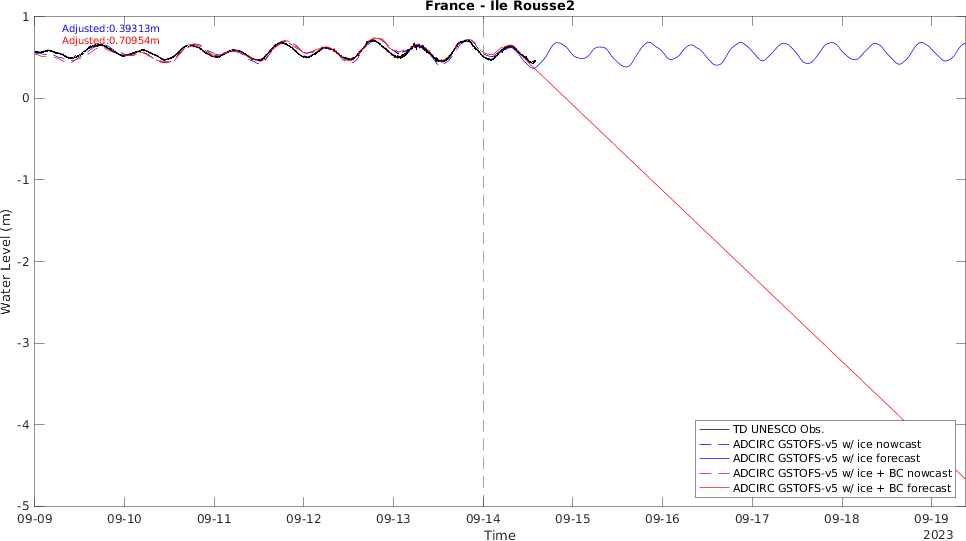 France - Ile Rousse2
Adjusted:0.39313m
Adjusted:0.70954m
1
0
-1
-2
-3
-4
-5
Water Level (m)
TD UNESCO Obs.
ADCIRC GSTOFS-v5 w/ ice nowcast
ADCIRC GSTOFS-v5 w/ ice forecast
ADCIRC GSTOFS-v5 w/ ice + BC nowcast
ADCIRC GSTOFS-v5 w/ ice + BC forecast
09-09 09-10 09-11 09-12 09-13 09-14 09-15 09-16 09-17 09-18 09-19
Time 2023